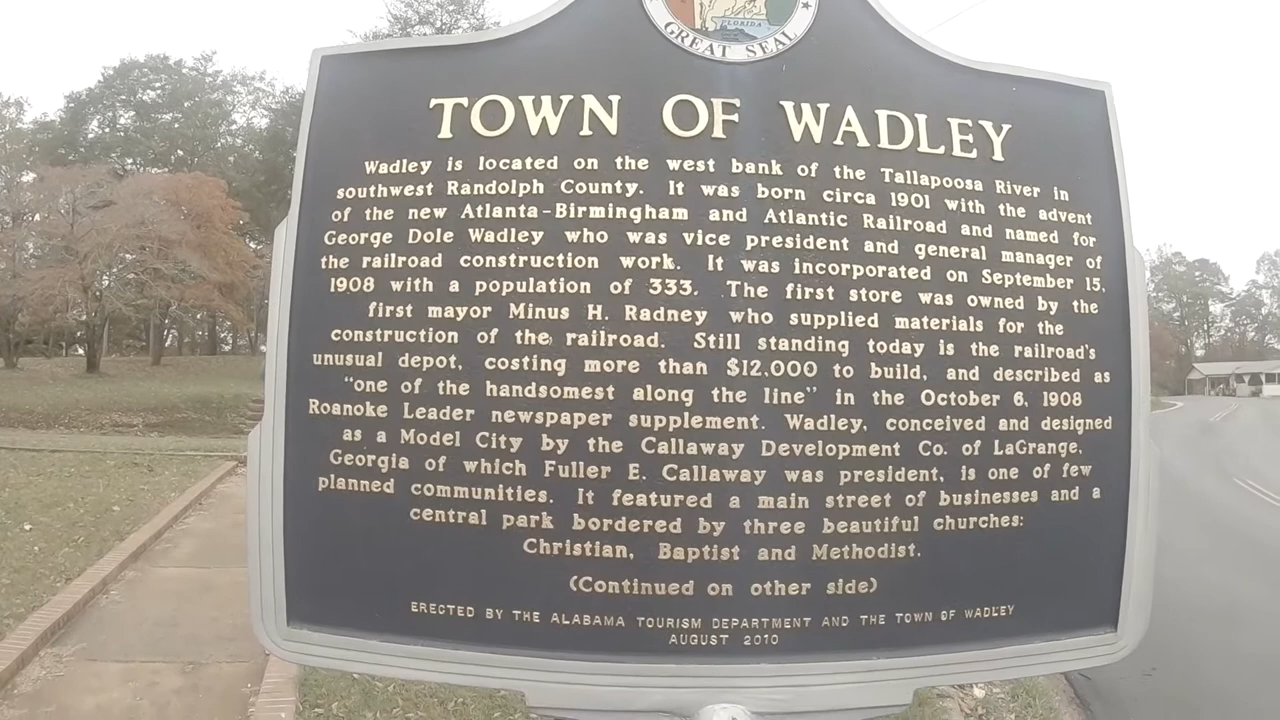 FLORIDA
GREAT SEAL
TOWN OF WADLEY
Wadley is located on the west bank of the Tallapoosa River in
southwest Randolph County. It was born circa 1901 with the advent
of the new Atlanta-Birmingham and Atlantic Railroad and named for
George Dole Wadley who was vice president and general manager of
the railroad construction work. It was incorporated on September 15,
1908 with a population of 333. The first store was owned by the
first mayor Minus H. Radney who supplied materials for the
construction of the railroad. Still standing today is the railroad's
unusual depot, costing more than $12,000 to build, and described as
"one of the handsomest along the line" in the October 6, 1908
Roanoke Leader newspaper supplement. Wadley, conceived and designed
as a Model City by the Callaway Development Co. of LaGrange,
Georgia of which Fuller E. Callaway was president, is one of few
planned communities. It featured a main street of businesses and a
central park bordered by three beautiful churches:
Christian, Baptist and Methodist.
(Continued on other side)
ERECTED BY THE ALABAMA TOURISM DEPARTMENT AND THE TOWN OF WADLEY
AUGUST 2010